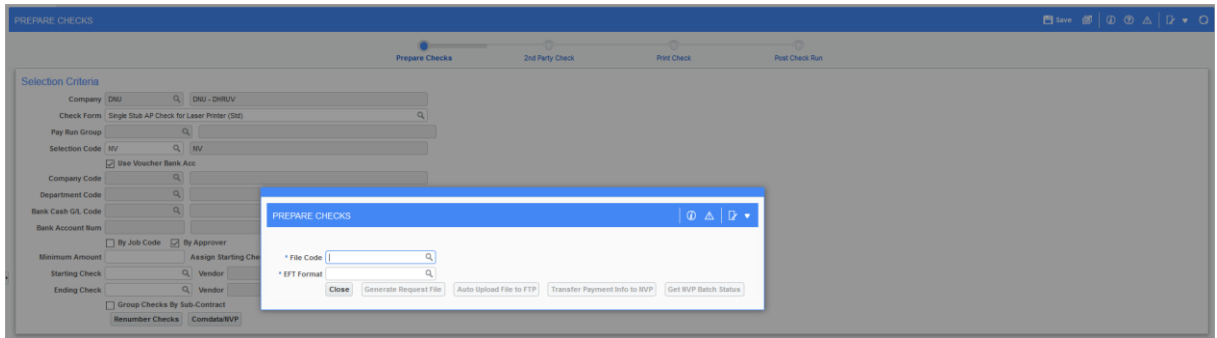 PREPARE CHECKS Save
Prepare Checks 2nd Party Check Print Check Post Check Run
Selection Criteria
Company DNU DNU - DHRUV
Check Form Single Stub AP Check for Laser Printer (Std)
Pay Run Group
Selection Code NV NV
Use Voucher Bank Acc
Company Code
Department Code
Bank Cash G/L Code
Bank Account Num
By Job Code By Approver
Minimum Amount Assign Starting Che
Starting Check Vendor
Ending Check Vendor
Group Checks By Sub-Contract
Renumber Checks Comdata/NVP
PREPARE CHECKS
* File Code
* EFT Format
Close Generate Request File Auto Upload File to FTP Transfer Payment Info to NVP Get NVP Batch Status